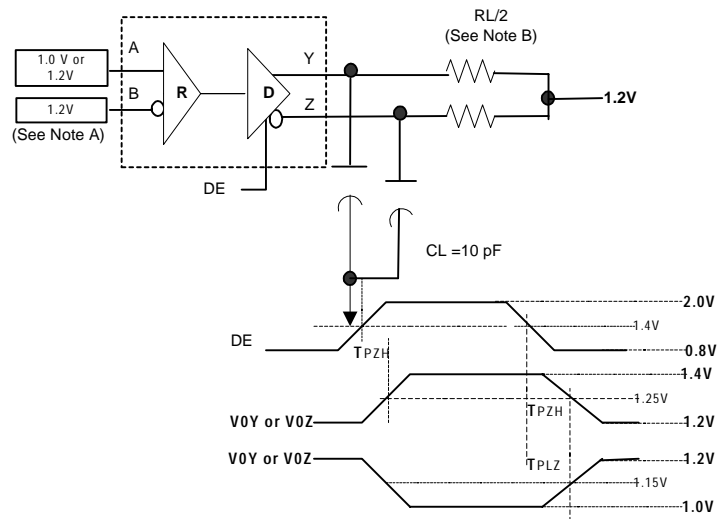 RL/2
(See Note B)
A
1.0 V or
1.2V
Y
B
R
D
1.2V
Z
1.2V
(See Note A)
DE
CL =10 pF
2.0V
1.4V
DE
TPZH
0.8V
1.4V
1.25V
TPZH
V0Y or V0Z
1.2V
V0Y or V0Z
1.2V
TPLZ
1.15V
1.0V